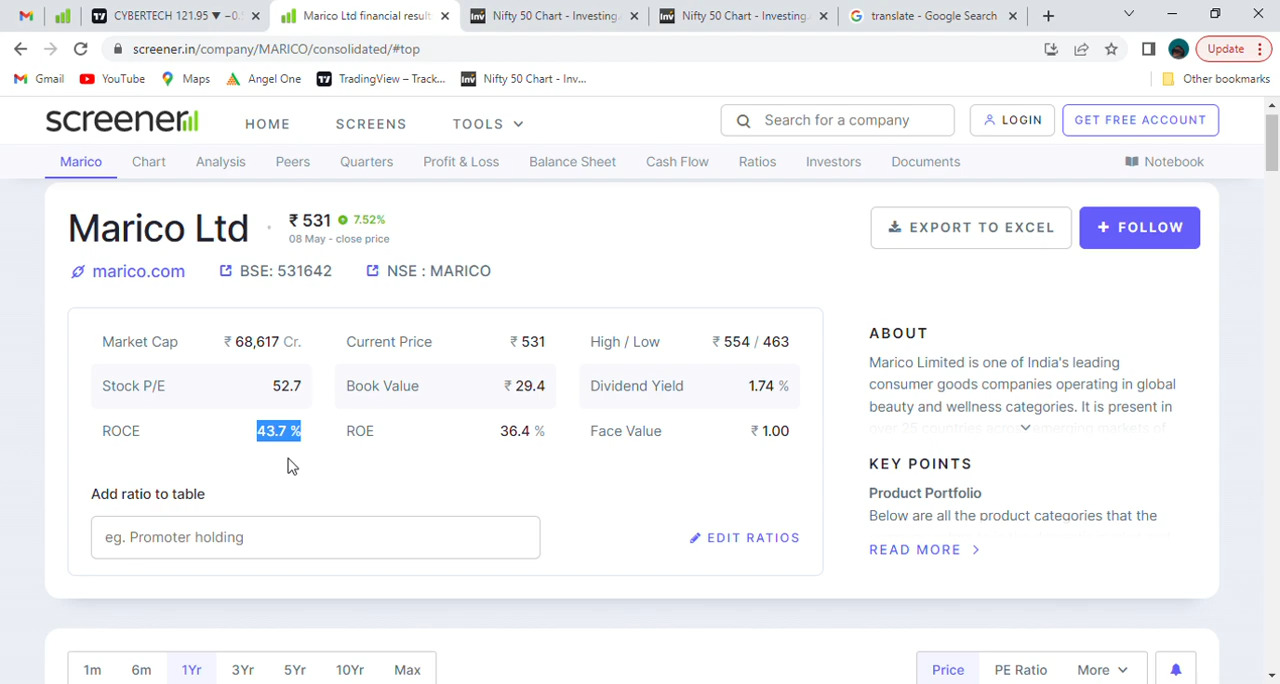 CYBERTECH 121.95 ▼ −0.
Marico Ltd financial result
Nifty 50 Chart - Investing.
Nifty 50 Chart - Investing.
translate - Google Search
screener.in/company/MARICO/consolidated/#top
Update
Gmail
YouTube
Maps
Angel One
TradingView – Track...
Nifty 50 Chart - Inv...
Other bookmarks
screener
HOME
SCREENS
TOOLS
Search for a company
LOGIN
GET FREE ACCOUNT
Marico
Chart
Analysis
Peers
Quarters
Profit & Loss
Balance Sheet
Cash Flow
Ratios
Investors
Documents
Notebook
Marico Ltd
₹ 531 7.52%
08 May - close price
EXPORT TO EXCEL
+ FOLLOW
marico.com
BSE: 531642
NSE : MARICO
Market Cap ₹ 68,617 Cr.
Current Price ₹ 531
High / Low ₹ 554 / 463
Stock P/E 52.7
Book Value ₹ 29.4
Dividend Yield 1.74 %
ROCE 43.7 %
ROE 36.4 %
Face Value ₹ 1.00
Add ratio to table
eg. Promoter holding
EDIT RATIOS
ABOUT
Marico Limited is one of India's leading
consumer goods companies operating in global
beauty and wellness categories. It is present in
over 25 countries across emerging markets of
KEY POINTS
Product Portfolio
Below are all the product categories that the
READ MORE
1m
6m
1Yr
3Yr
5Yr
10Yr
Max
Price
PE Ratio
More